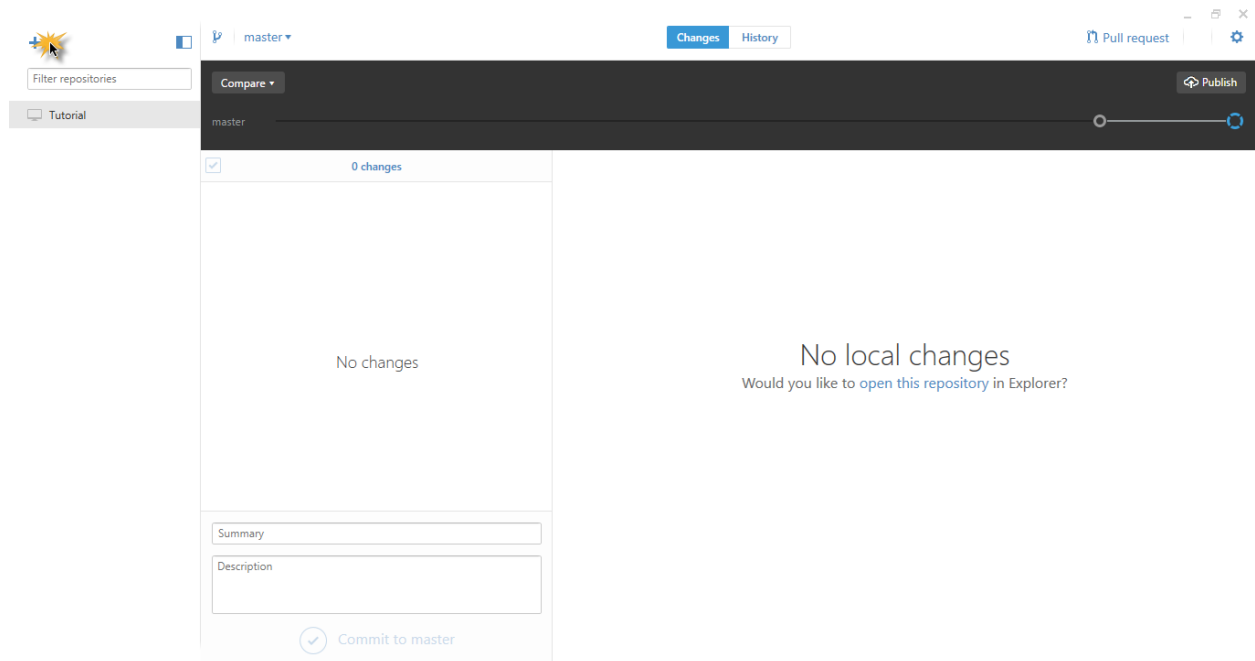 master
Changes
History
Pull request
Filter repositories
Tutorial
Compare
Publish
master
0 changes
No changes
No local changes
Would you like to open this repository in Explorer?
Summary
Description
Commit to master